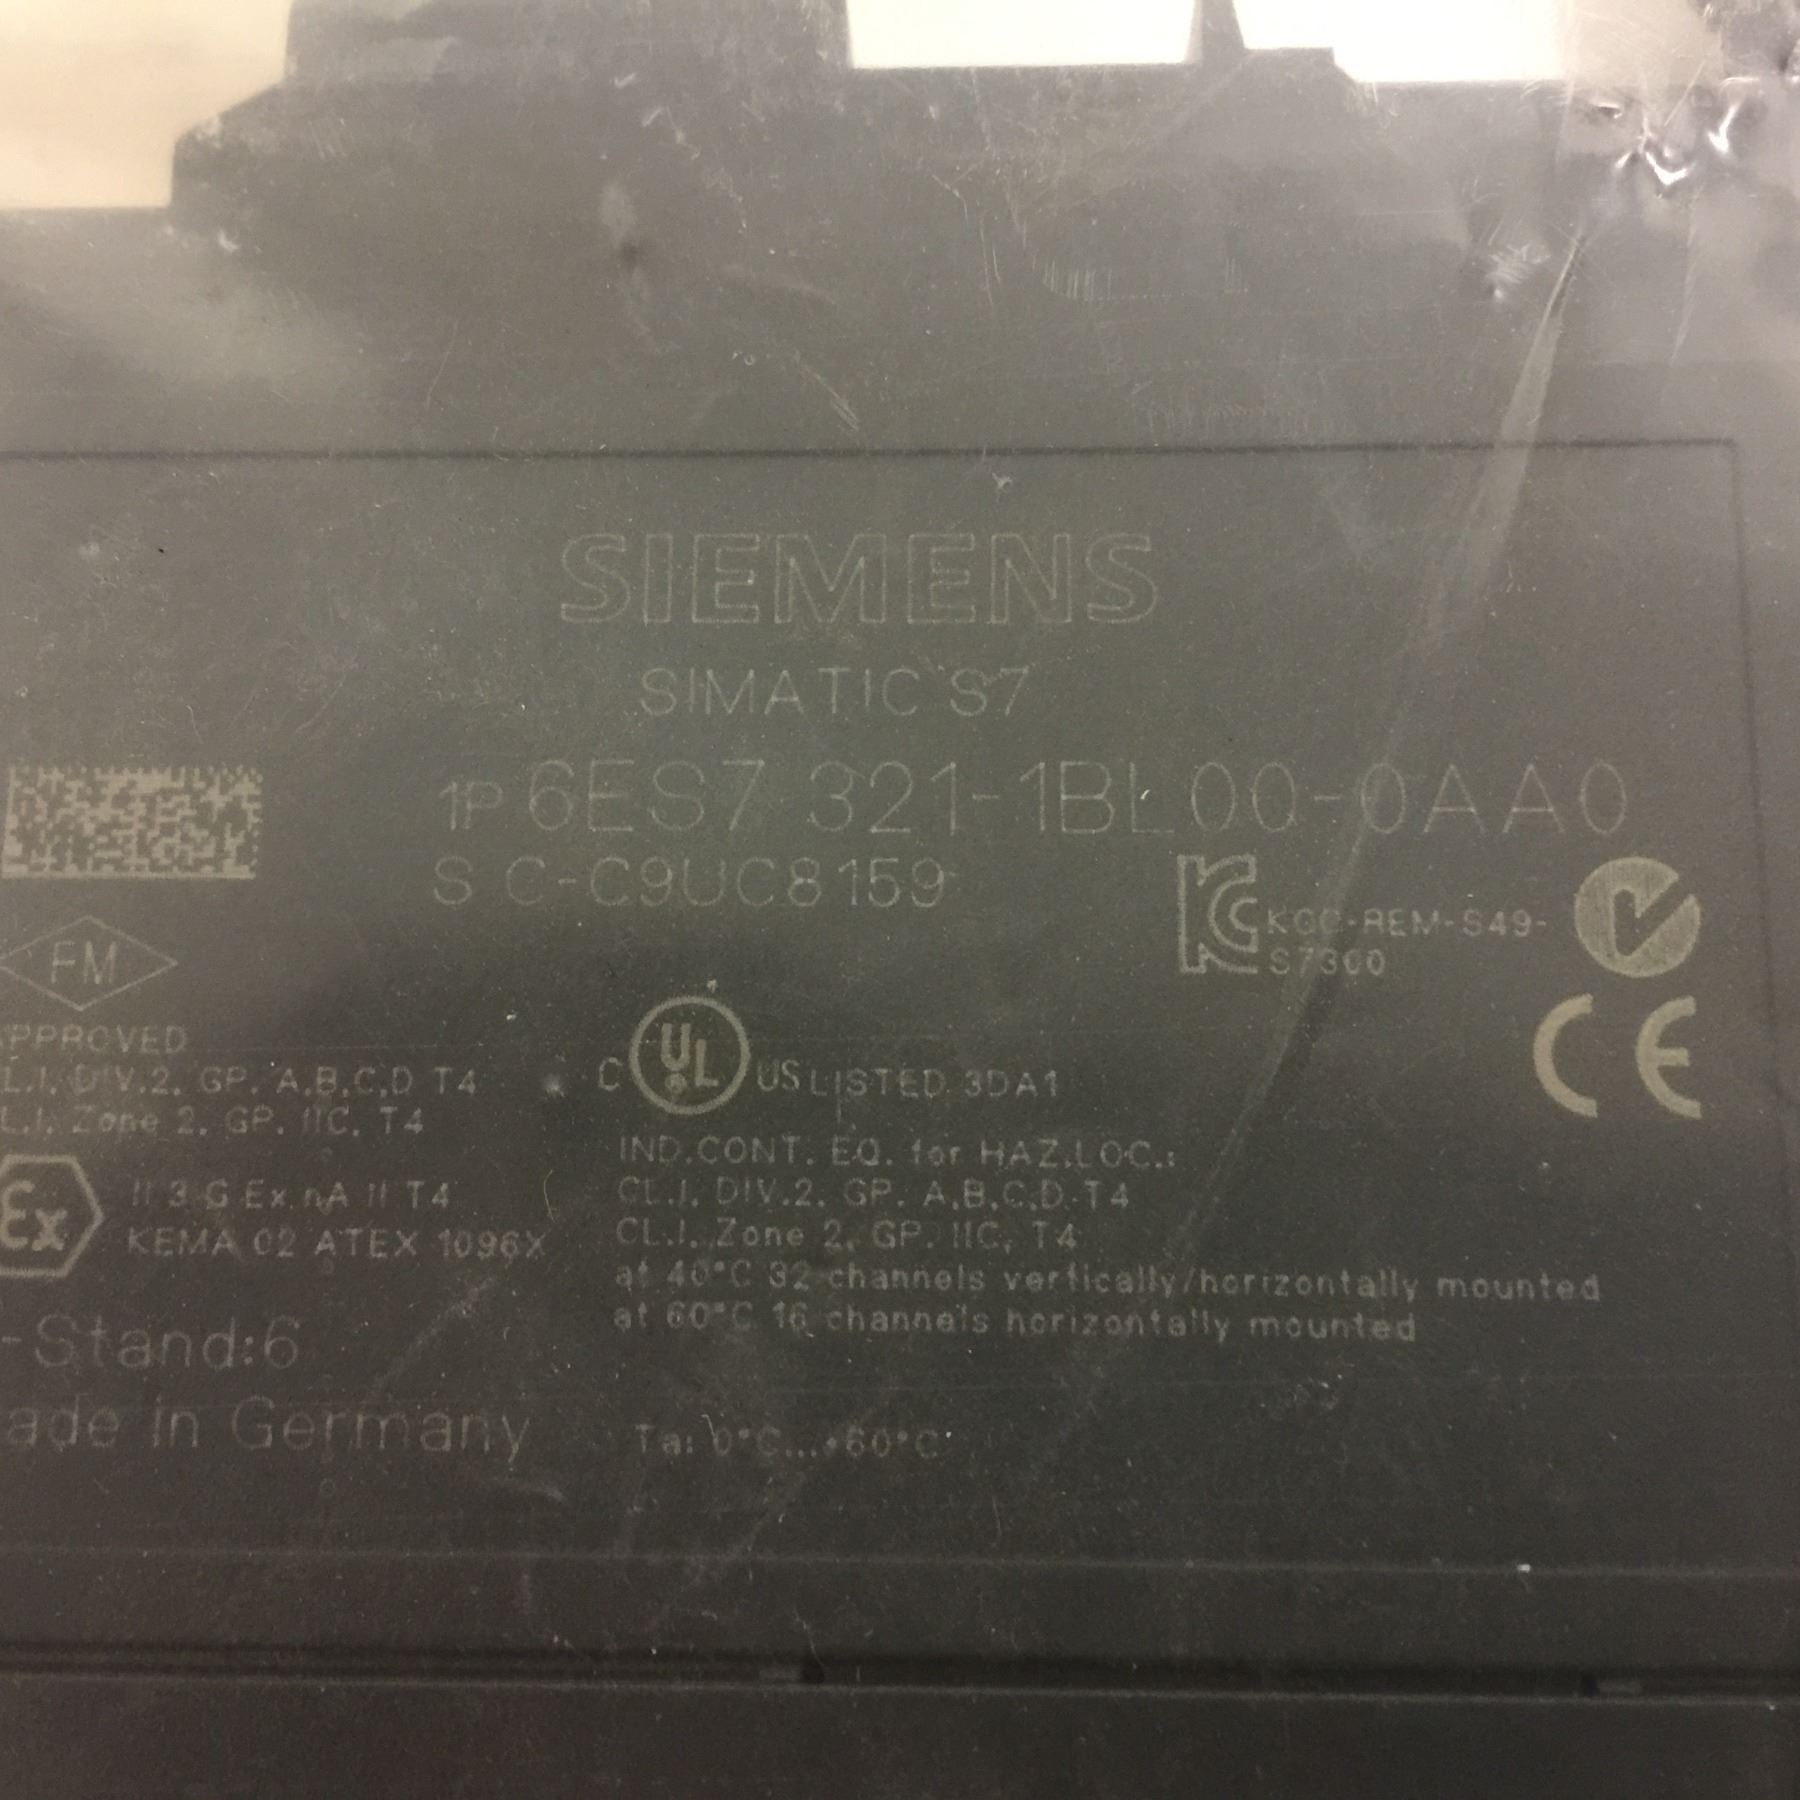 SIEMENS
SIMATIC S7
1P 6ES7 321-1BL00-0AA0
S C-C9UC8159
KCC-REM-S49-
S7300
FM
APPROVED
CL.I, DIV.2, GP. A,B,C,D T4
CL.I, Zone 2, GP. IIC, T4
C UL US LISTED 3DA1
IND.CONT. EQ. for HAZ.LOC.:
CL.I, DIV.2, GP. A,B,C,D T4
CL.I, Zone 2, GP. IIC, T4
at 40°C 32 channels vertically/horizontally mounted
at 60°C 16 channels horizontally mounted
CE
Ex
II 3 G Ex nA II T4
KEMA 02 ATEX 1096X
-Stand:6
ade in Germany
Ta: 0°C...+60°C